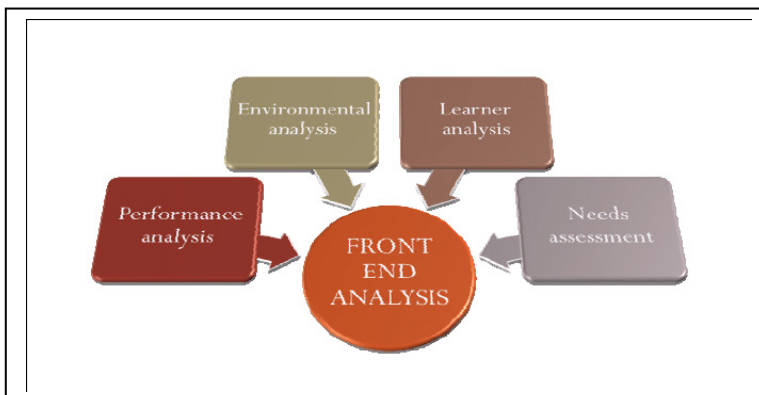 Environmental
analysis
Learner
analysis
Performance
analysis
Needs
assessment
FRONT
END
ANALYSIS